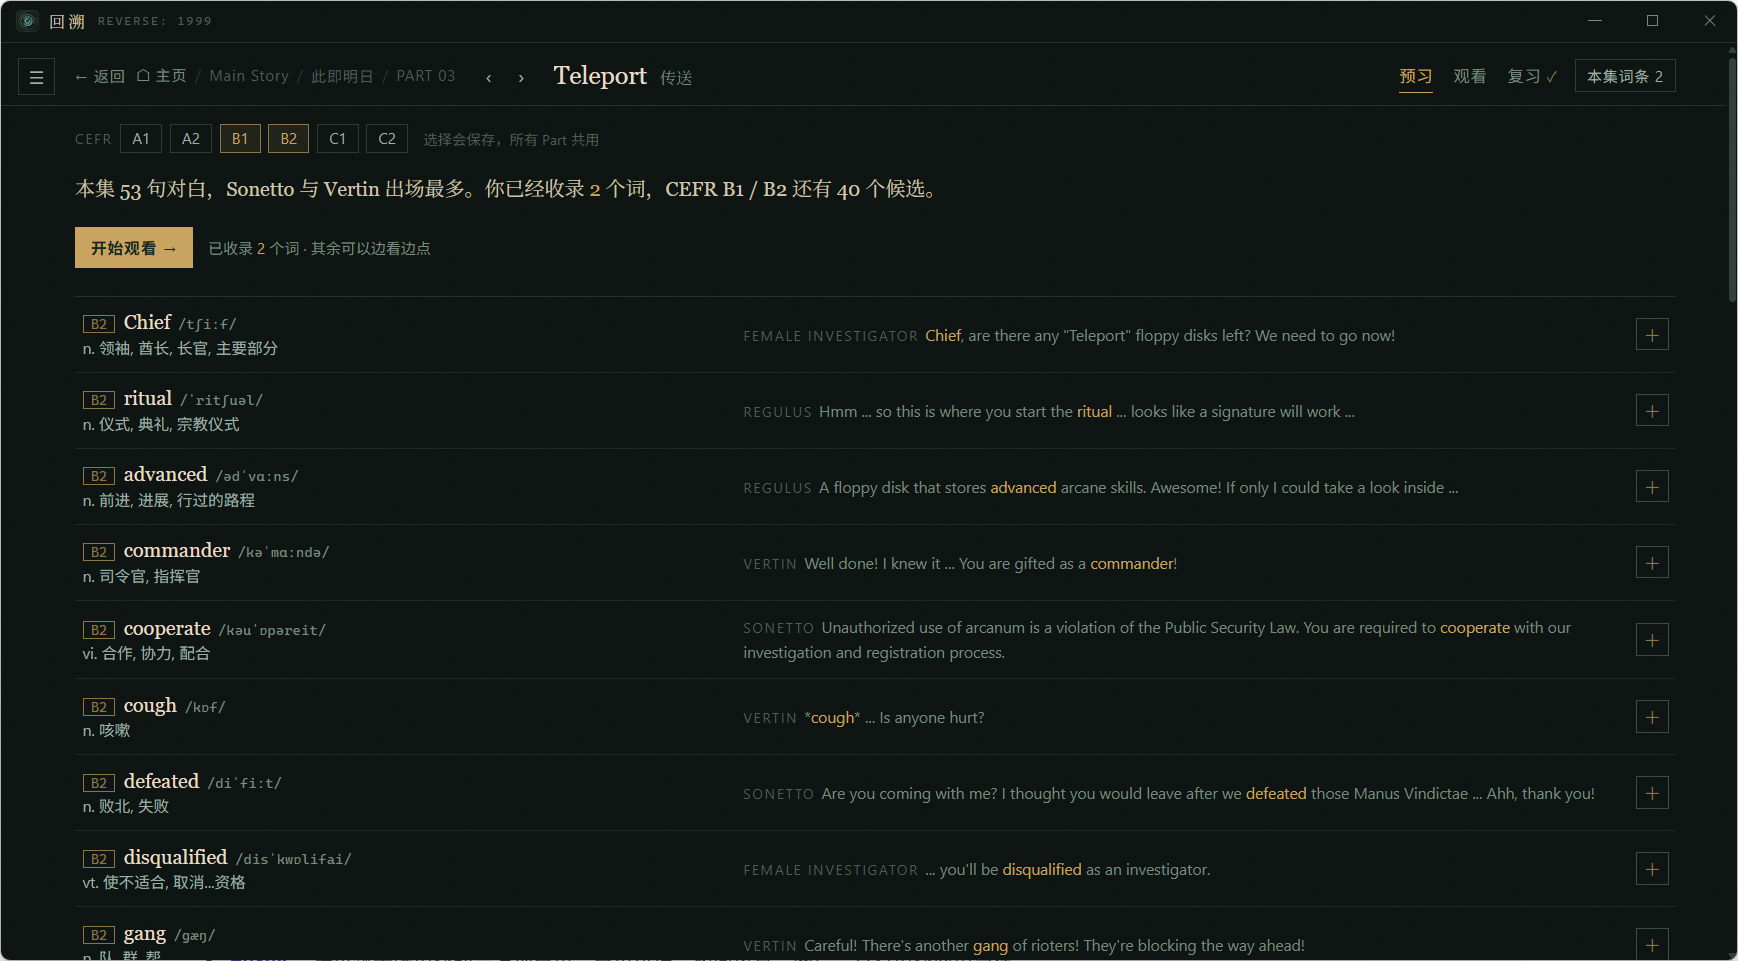 回溯 REVERSE: 1999
☰ ← 返回 主页 / Main Story / 此即明日 / PART 03 ‹ › Teleport 传送 预习 观看 复习 ✓ 本集词条 2
CEFR A1 A2 B1 B2 C1 C2 选择会保存，所有 Part 共用
本集 53 句对白，Sonetto 与 Vertin 出场最多。你已经收录 2 个词，CEFR B1 / B2 还有 40 个候选。
开始观看 → 已收录 2 个词 · 其余可以边看边点
B2 Chief /tʃiːf/
n. 领袖, 酋长, 长官, 主要部分
FEMALE INVESTIGATOR Chief, are there any "Teleport" floppy disks left? We need to go now!
B2 ritual /ˈritʃuəl/
n. 仪式, 典礼, 宗教仪式
REGULUS Hmm ... so this is where you start the ritual ... looks like a signature will work ...
B2 advanced /ədˈvɑːns/
n. 前进, 进展, 行过的路程
REGULUS A floppy disk that stores advanced arcane skills. Awesome! If only I could take a look inside ...
B2 commander /kəˈmɑːndə/
n. 司令官, 指挥官
VERTIN Well done! I knew it ... You are gifted as a commander!
B2 cooperate /kəuˈɒpəreit/
vi. 合作, 协力, 配合
SONETTO Unauthorized use of arcanum is a violation of the Public Security Law. You are required to cooperate with our
investigation and registration process.
B2 cough /kɒf/
n. 咳嗽
VERTIN *cough* ... Is anyone hurt?
B2 defeated /diˈfiːt/
n. 败北, 失败
SONETTO Are you coming with me? I thought you would leave after we defeated those Manus Vindictae ... Ahh, thank you!
B2 disqualified /disˈkwɒlifai/
vt. 使不适合, 取消...资格
FEMALE INVESTIGATOR ... you'll be disqualified as an investigator.
B2 gang /gæŋ/
n. 队, 群, 帮
VERTIN Careful! There's another gang of rioters! They're blocking the way ahead!